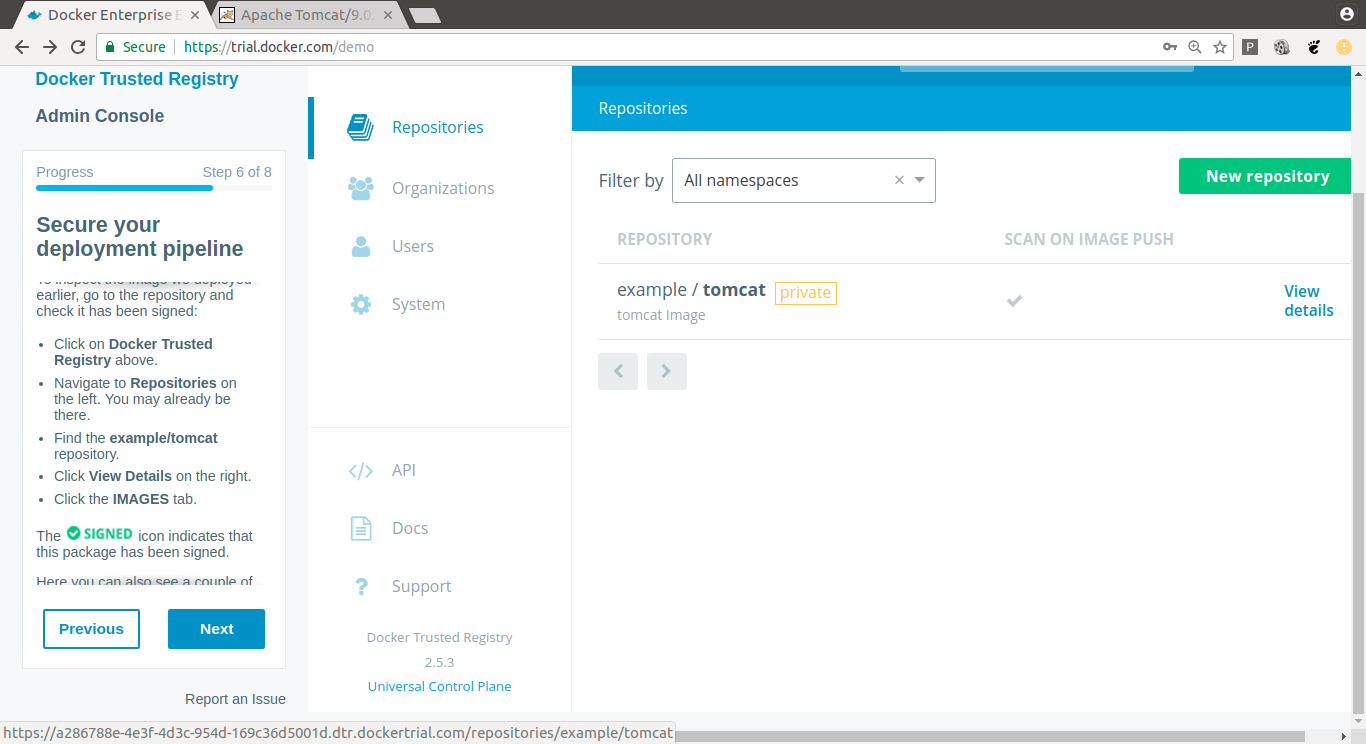 Docker Enterprise E
Apache Tomcat/9.0.
Secure
https://trial.docker.com/demo
P
Docker Trusted Registry
Admin Console
Progress
Step 6 of 8
Secure your
deployment pipeline
To inspect the image we deployed
earlier, go to the repository and
check it has been signed:
Click on Docker Trusted
Registry above.
Navigate to Repositories on
the left. You may already be
there.
Find the example/tomcat
repository.
Click View Details on the right.
Click the IMAGES tab.
The SIGNED icon indicates that
this package has been signed.
Here you can also see a couple of
Previous
Next
Report an Issue
Repositories
Organizations
Users
System
API
Docs
Support
Docker Trusted Registry
2.5.3
Universal Control Plane
Repositories
Filter by
All namespaces
New repository
REPOSITORY
SCAN ON IMAGE PUSH
example / tomcat private
tomcat Image
View
details
https://a286788e-4e3f-4d3c-954d-169c36d5001d.dtr.dockertrial.com/repositories/example/tomcat